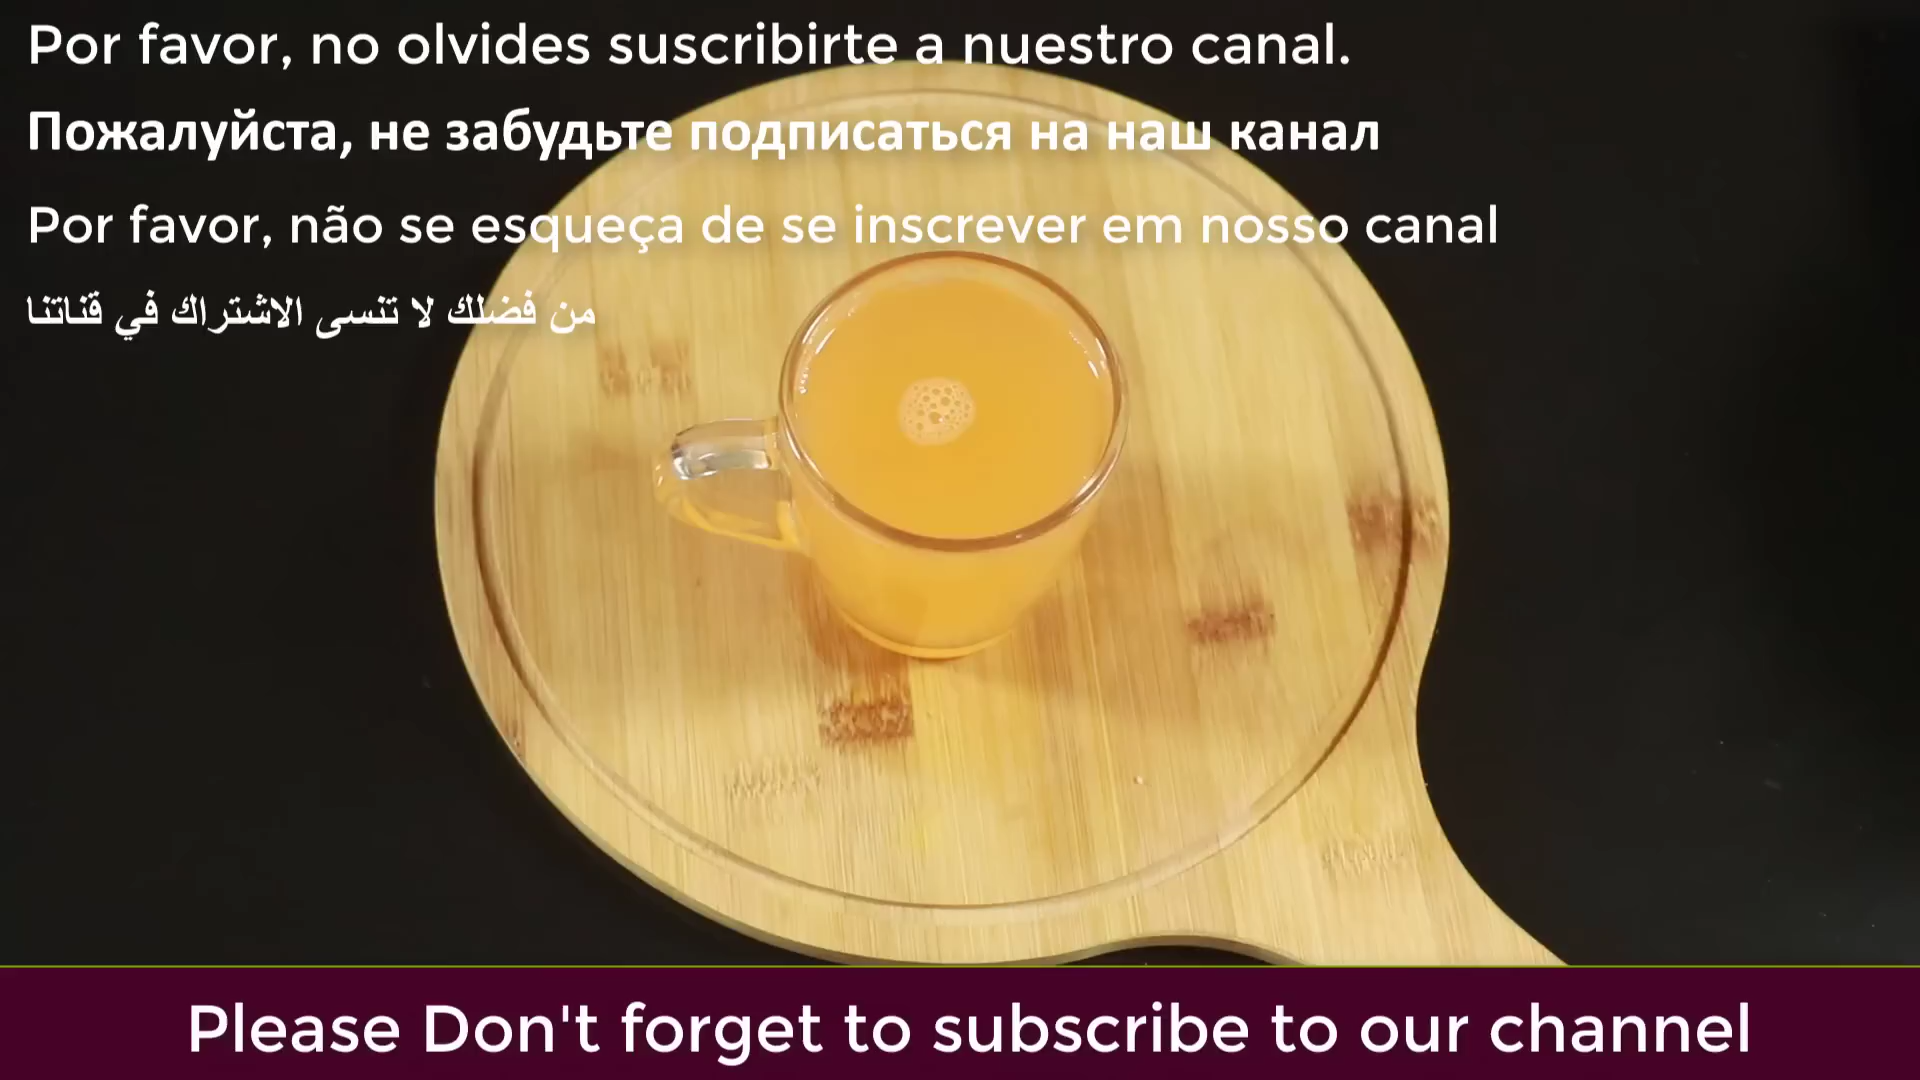 Por favor, no olvides suscribirte a nuestro canal.
Пожалуйста, не забудьте подписаться на наш канал
Por favor, não se esqueça de se inscrever em nosso canal
من فضلك لا تنسى الاشتراك في قناتنا
Please Don't forget to subscribe to our channel